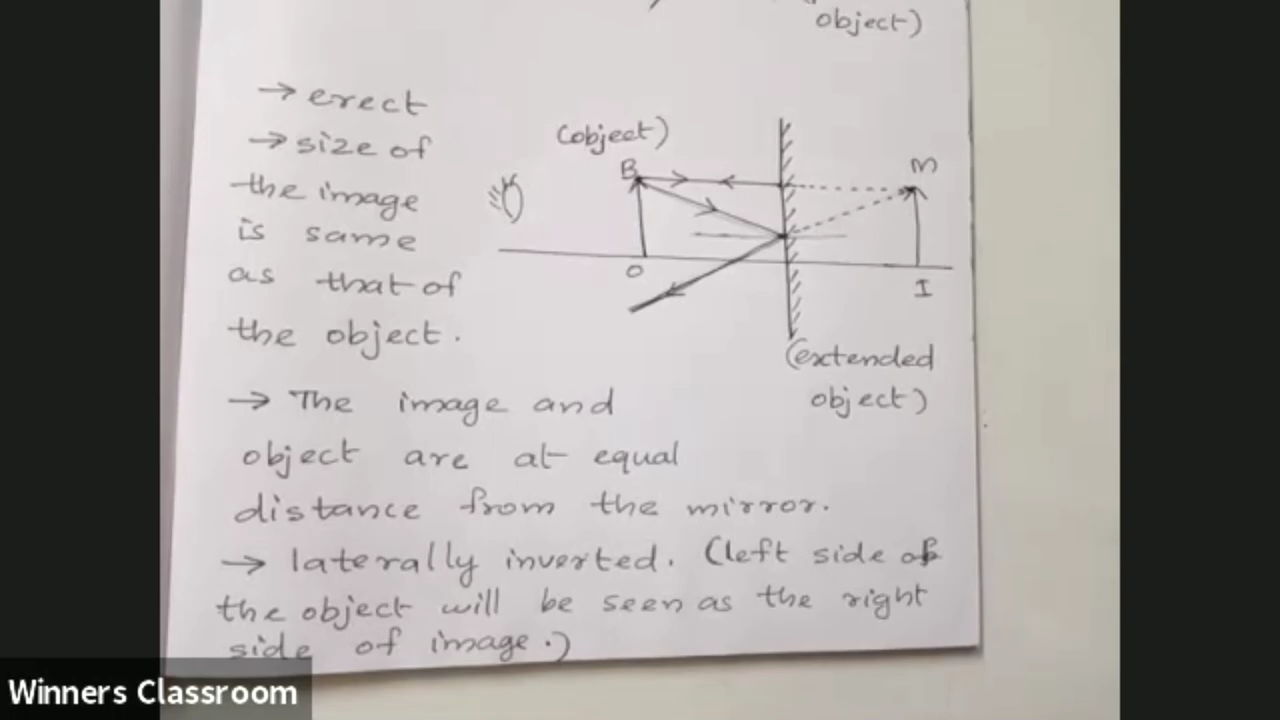 object)
→ erect
→ size of
the image
is same
as that of
the object.
(object)
B
M
O
I
(extended
object)
→ The image and
object are at equal
distance from the mirror.
→ laterally inverted. (left side of
the object will be seen as the right
side of image.)
Winners Classroom